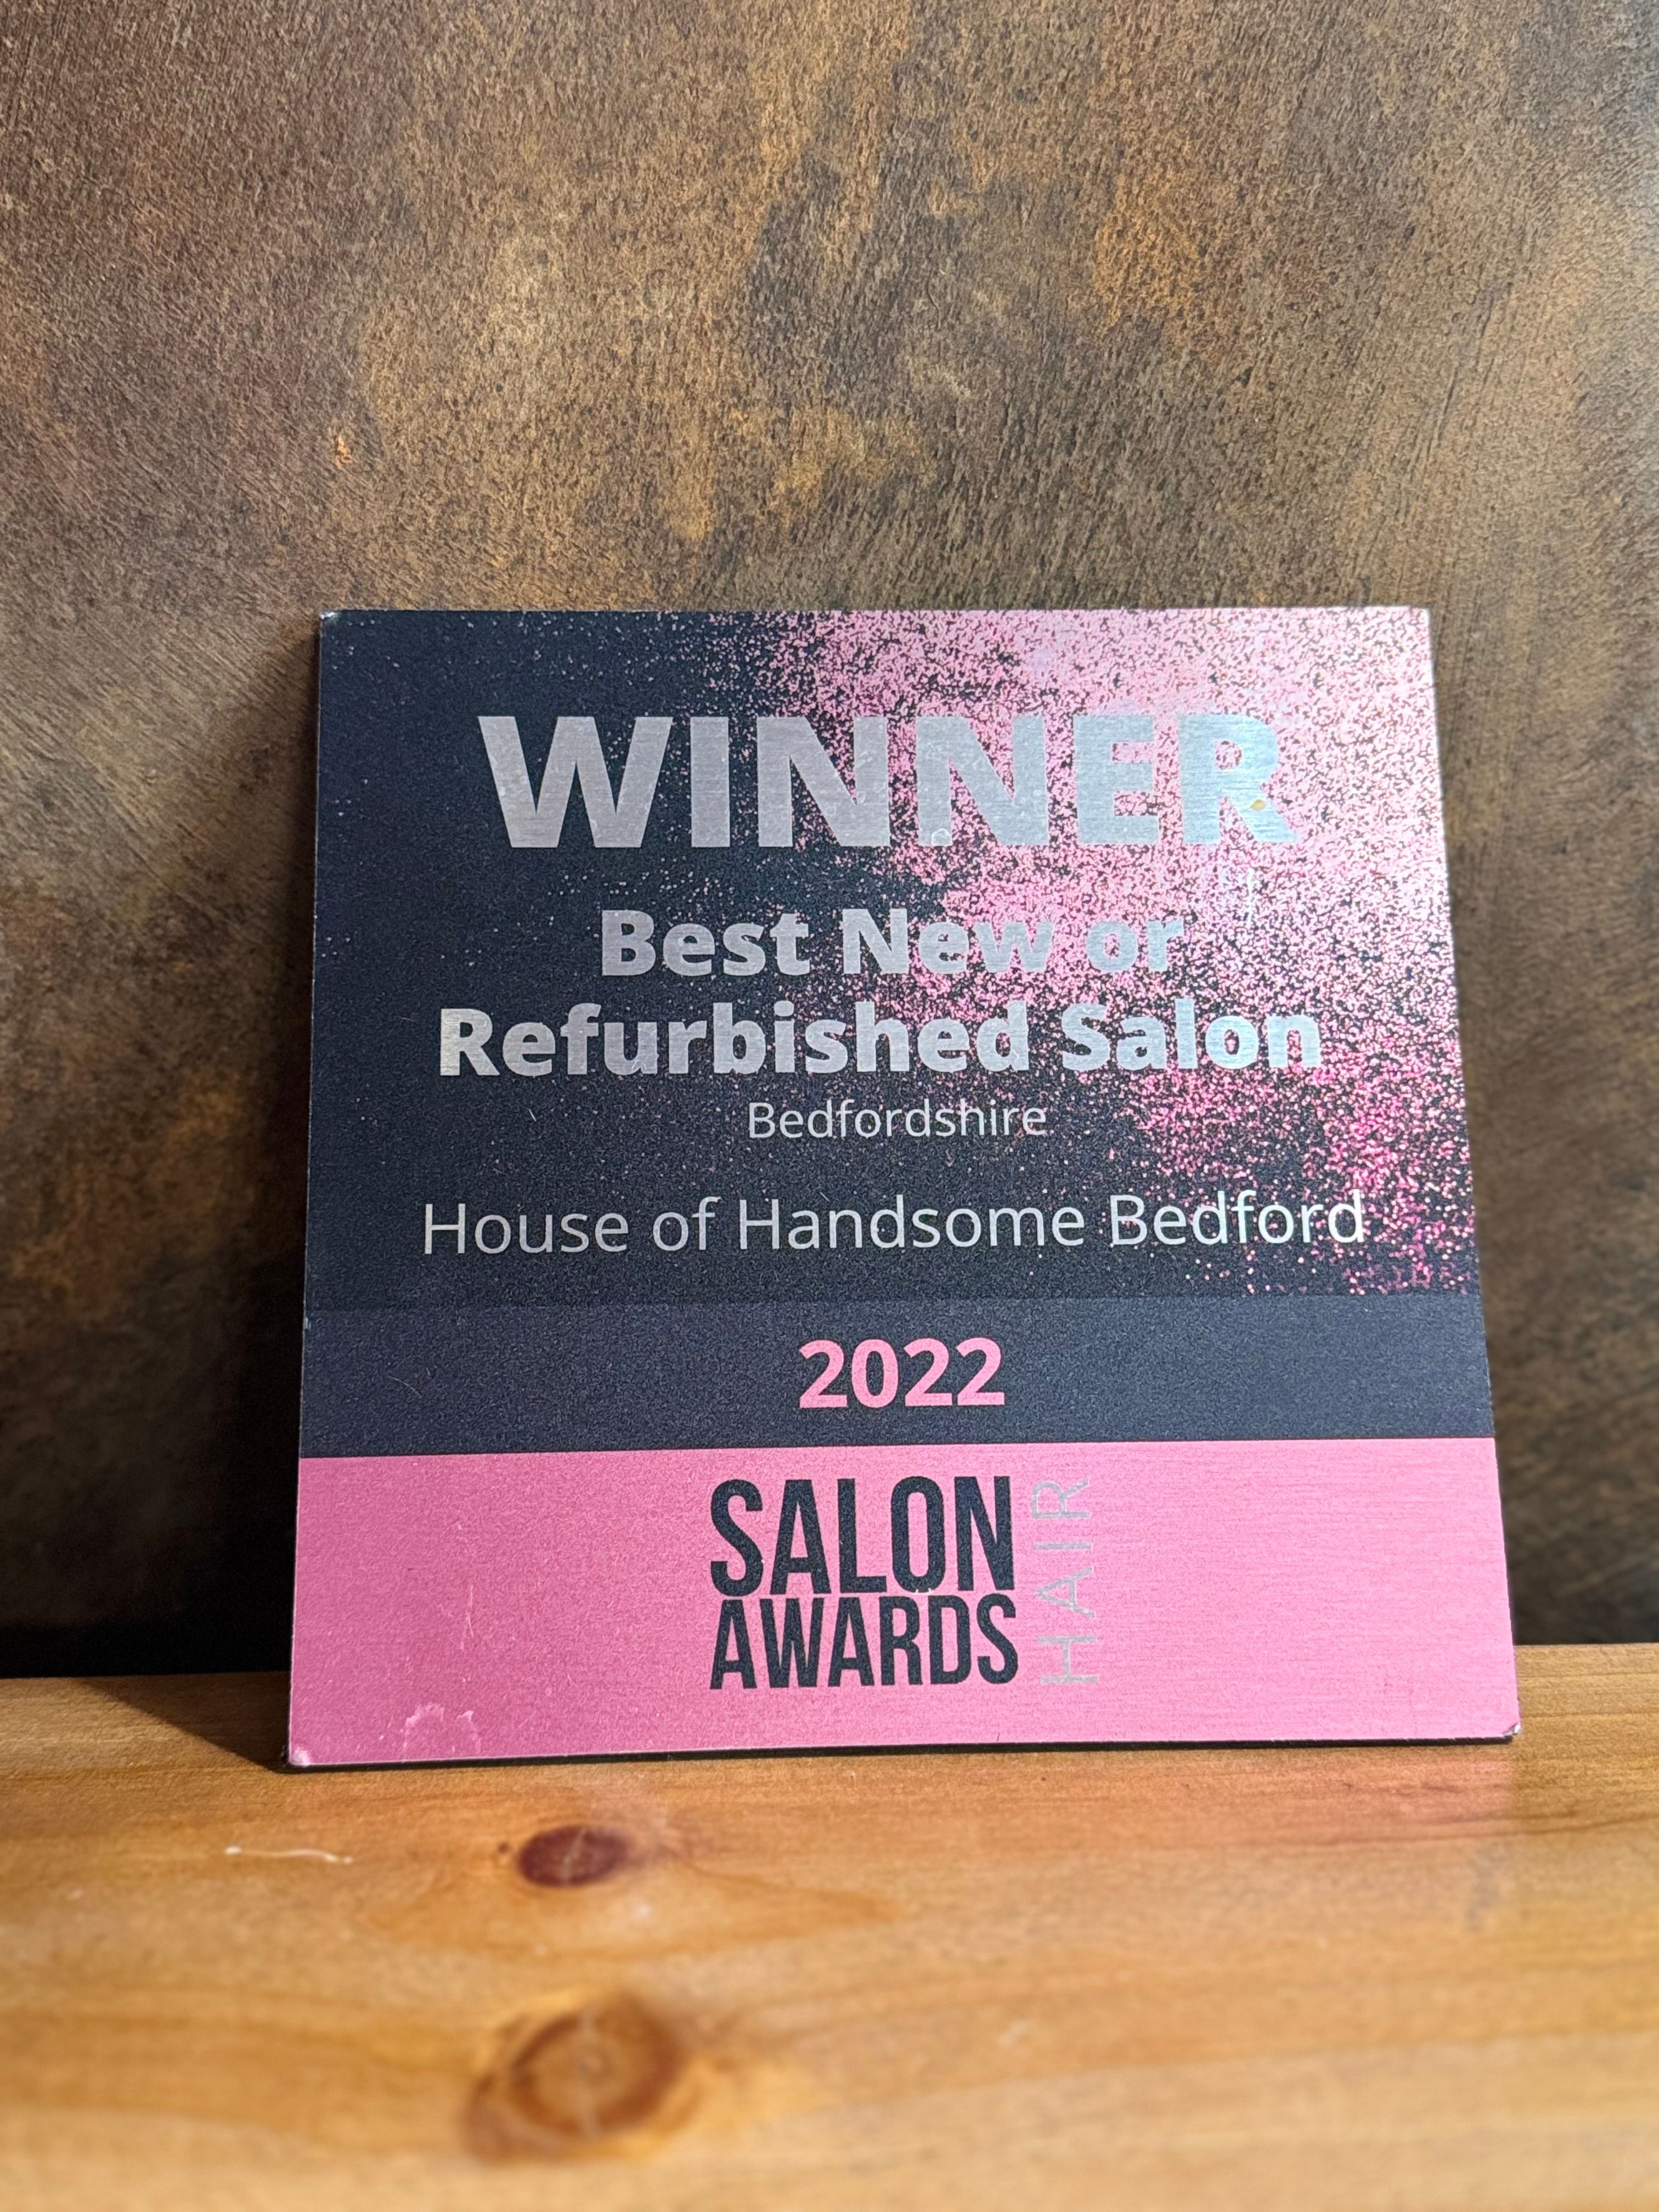 WINNER
Best New or
Refurbished Salon
Bedfordshire
House of Handsome Bedford
2022
SALON
AWARDS
HAIR